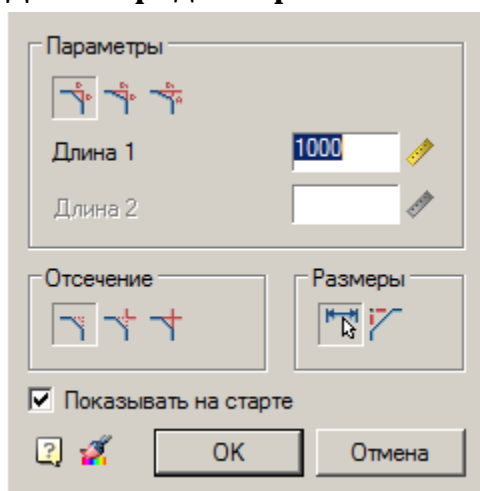 Параметры
Длина 1
1000
Длина 2
Отсечение
Размеры
Показывать на старте
OK
Отмена